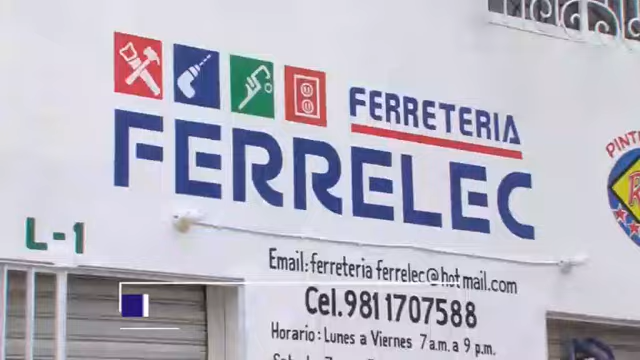 FERRETERIA
FERRELEC
L-1
Email:ferreteria ferrelec@hotmail.com
Cel.981 1707588
Horario: Lunes a Viernes 7 a.m. a 9 p.m.